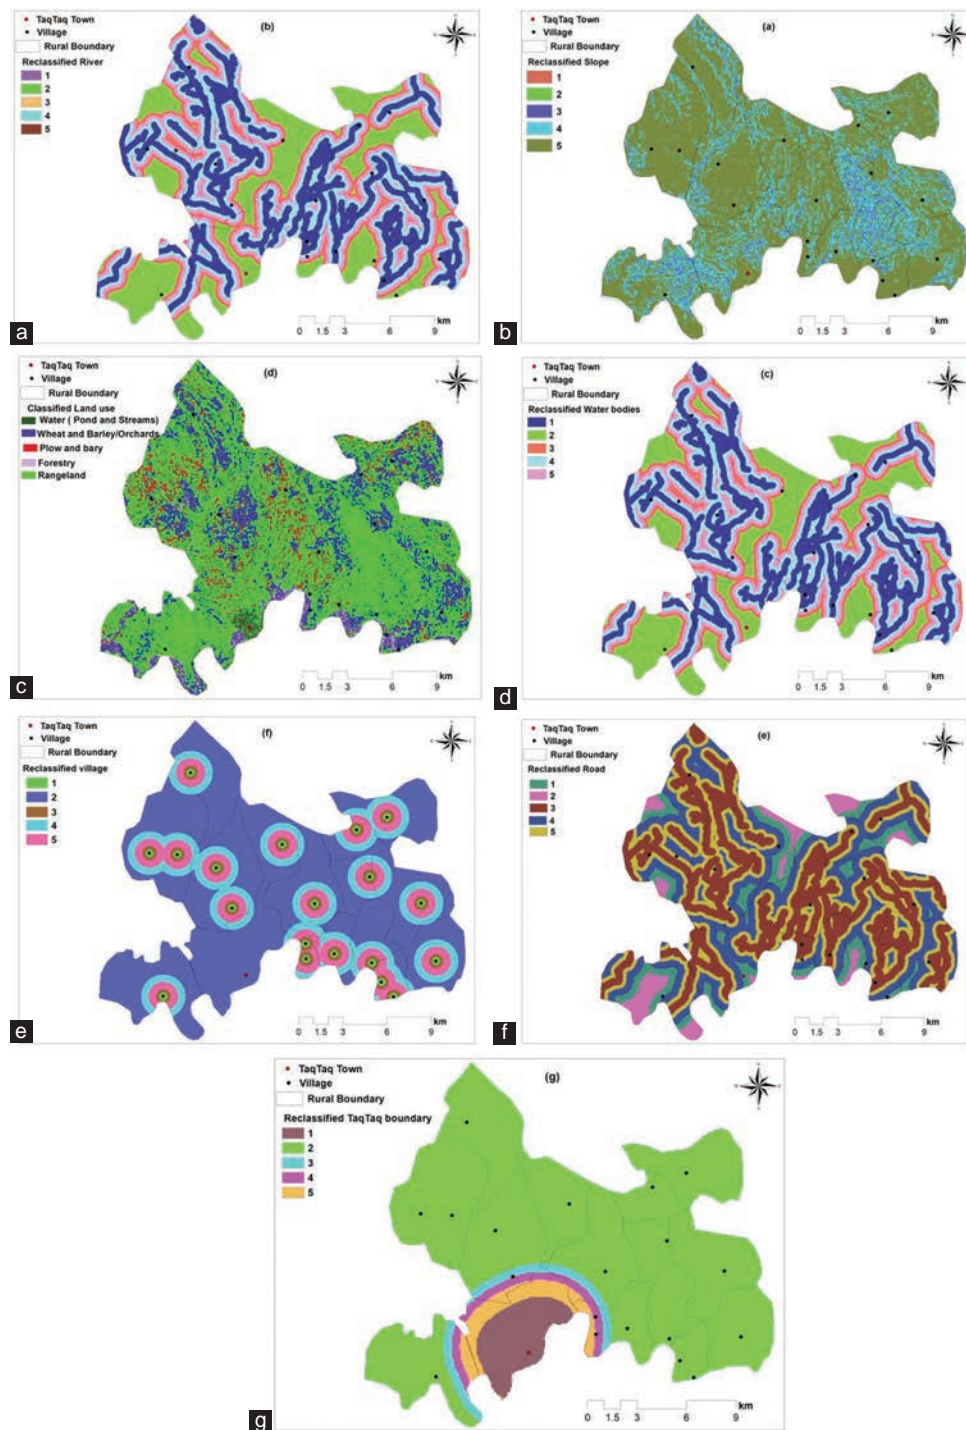 TaqTaq Town
Village
Rural Boundary
Reclassified River
1
2
3
4
5
(b)
km
0 1.5 3 6 9
a
TaqTaq Town
Village
Rural Boundary
Reclassified Slope
1
2
3
4
5
(a)
km
0 1.5 3 6 9
b
TaqTaq Town
Village
Rural Boundary
Classified Land use
Water ( Pond and Streams)
Wheat and Barley/Orchards
Plow and bary
Forestry
Rangeland
(d)
km
0 1.5 3 6 9
c
TaqTaq Town
Village
Rural Boundary
Reclassified Water bodies
1
2
3
4
5
(c)
km
0 1.5 3 6 9
d
TaqTaq Town
Village
Rural Boundary
Reclassified village
1
2
3
4
5
(f)
km
0 1.5 3 6 9
e
TaqTaq Town
Village
Rural Boundary
Reclassified Road
1
2
3
4
5
(e)
km
0 1.5 3 6 9
f
TaqTaq Town
Village
Rural Boundary
Reclassified TaqTaq boundary
1
2
3
4
5
(g)
km
0 1.5 3 6 9
g